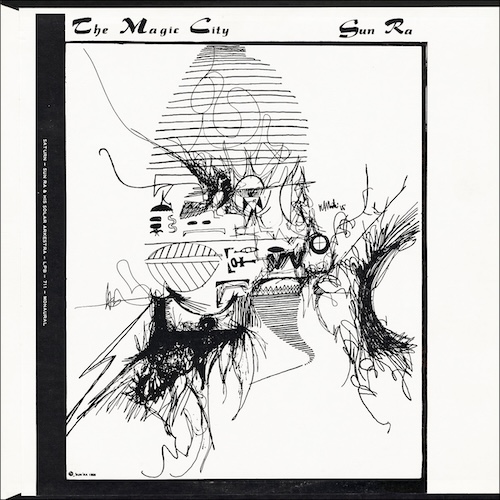 The Magic City
Sun Ra
SATURN – SUN RA & HIS SOLAR ARKESTRA – LPB – 711 – MONAURAL